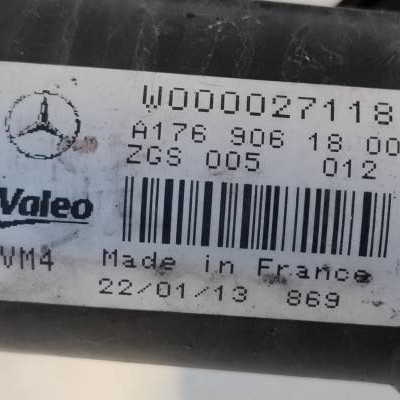 W000027118
A176 906 18 00
ZGS 005 012
Valeo
VM4 Made in France
22/01/13 869